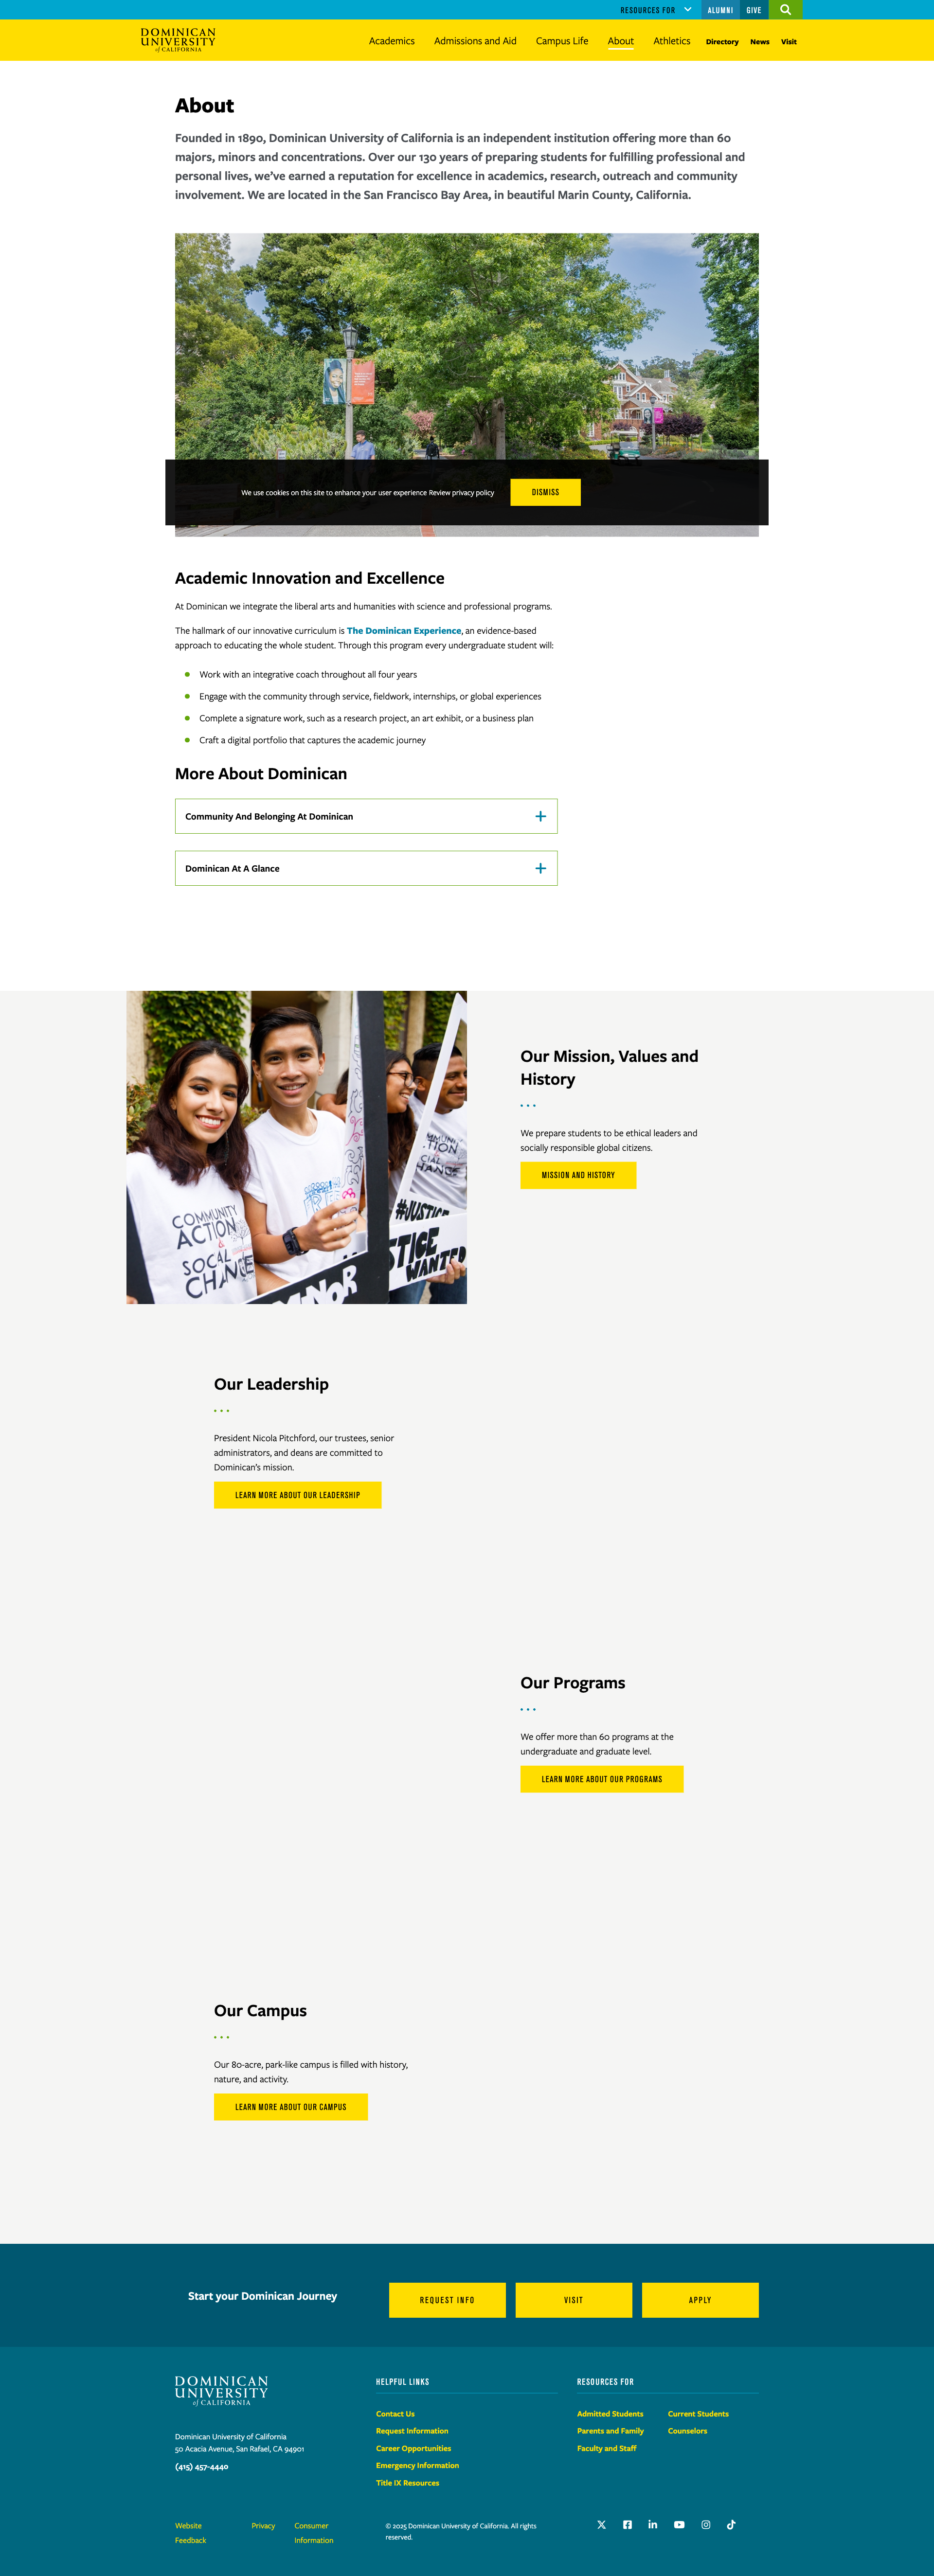 RESOURCES FOR
ALUMNI
GIVE
DOMINICAN
UNIVERSITY
of CALIFORNIA
Academics
Admissions and Aid
Campus Life
About
Athletics
Directory
News
Visit
About
Founded in 1890, Dominican University of California is an independent institution offering more than 60
majors, minors and concentrations. Over our 130 years of preparing students for fulfilling professional and
personal lives, we've earned a reputation for excellence in academics, research, outreach and community
involvement. We are located in the San Francisco Bay Area, in beautiful Marin County, California.
We use cookies on this site to enhance your user experience Review privacy policy
DISMISS
Academic Innovation and Excellence
At Dominican we integrate the liberal arts and humanities with science and professional programs.
The hallmark of our innovative curriculum is The Dominican Experience, an evidence-based
approach to educating the whole student. Through this program every undergraduate student will:
Work with an integrative coach throughout all four years
Engage with the community through service, fieldwork, internships, or global experiences
Complete a signature work, such as a research project, an art exhibit, or a business plan
Craft a digital portfolio that captures the academic journey
More About Dominican
Community And Belonging At Dominican
Dominican At A Glance
COMMUNITY
ACTION
SOCIAL
CHANGE
#JUSTICE
WANTED
Our Mission, Values and
History
We prepare students to be ethical leaders and
socially responsible global citizens.
MISSION AND HISTORY
Our Leadership
President Nicola Pitchford, our trustees, senior
administrators, and deans are committed to
Dominican's mission.
LEARN MORE ABOUT OUR LEADERSHIP
Our Programs
We offer more than 60 programs at the
undergraduate and graduate level.
LEARN MORE ABOUT OUR PROGRAMS
Our Campus
Our 80-acre, park-like campus is filled with history,
nature, and activity.
LEARN MORE ABOUT OUR CAMPUS
Start your Dominican Journey
REQUEST INFO
VISIT
APPLY
DOMINICAN
UNIVERSITY
of CALIFORNIA
Dominican University of California
50 Acacia Avenue, San Rafael, CA 94901
(415) 457-4440
HELPFUL LINKS
Contact Us
Request Information
Career Opportunities
Emergency Information
Title IX Resources
RESOURCES FOR
Admitted Students
Parents and Family
Faculty and Staff
Current Students
Counselors
Website
Feedback
Privacy
Consumer
Information
© 2025 Dominican University of California. All rights
reserved.